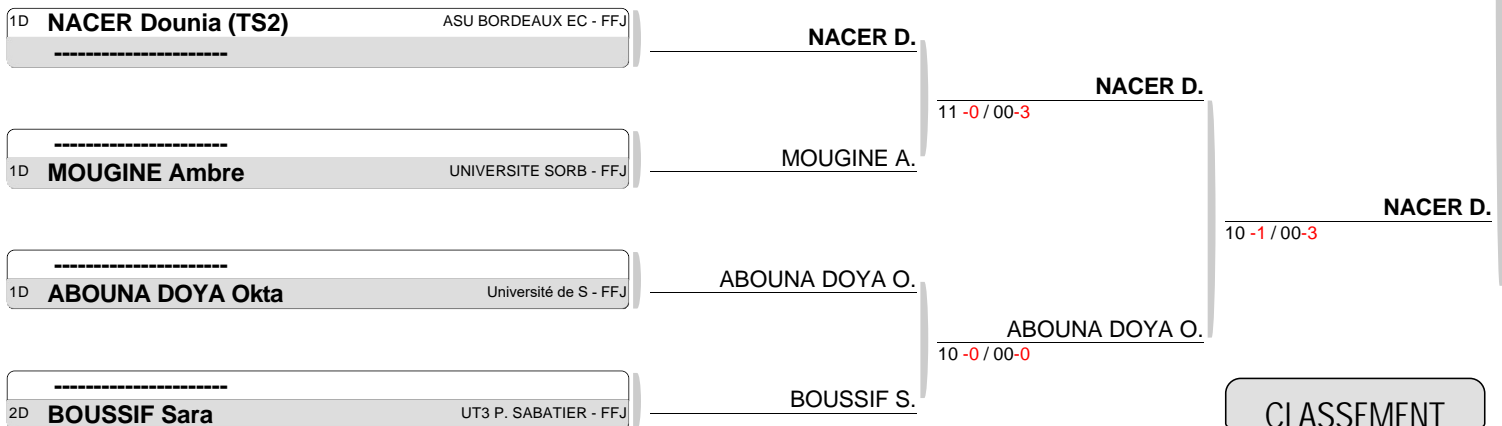 1D NACER Dounia (TS2) ASU BORDEAUX EC - FFJ
----------------------
NACER D.
NACER D.
11 -0 / 00-3
----------------------
1D MOUGINE Ambre UNIVERSITE SORB - FFJ
MOUGINE A.
NACER D.
10 -1 / 00-3
----------------------
1D ABOUNA DOYA Okta Université de S - FFJ
ABOUNA DOYA O.
ABOUNA DOYA O.
10 -0 / 00-0
----------------------
2D BOUSSIF Sara UT3 P. SABATIER - FFJ
BOUSSIF S.
CLASSEMENT